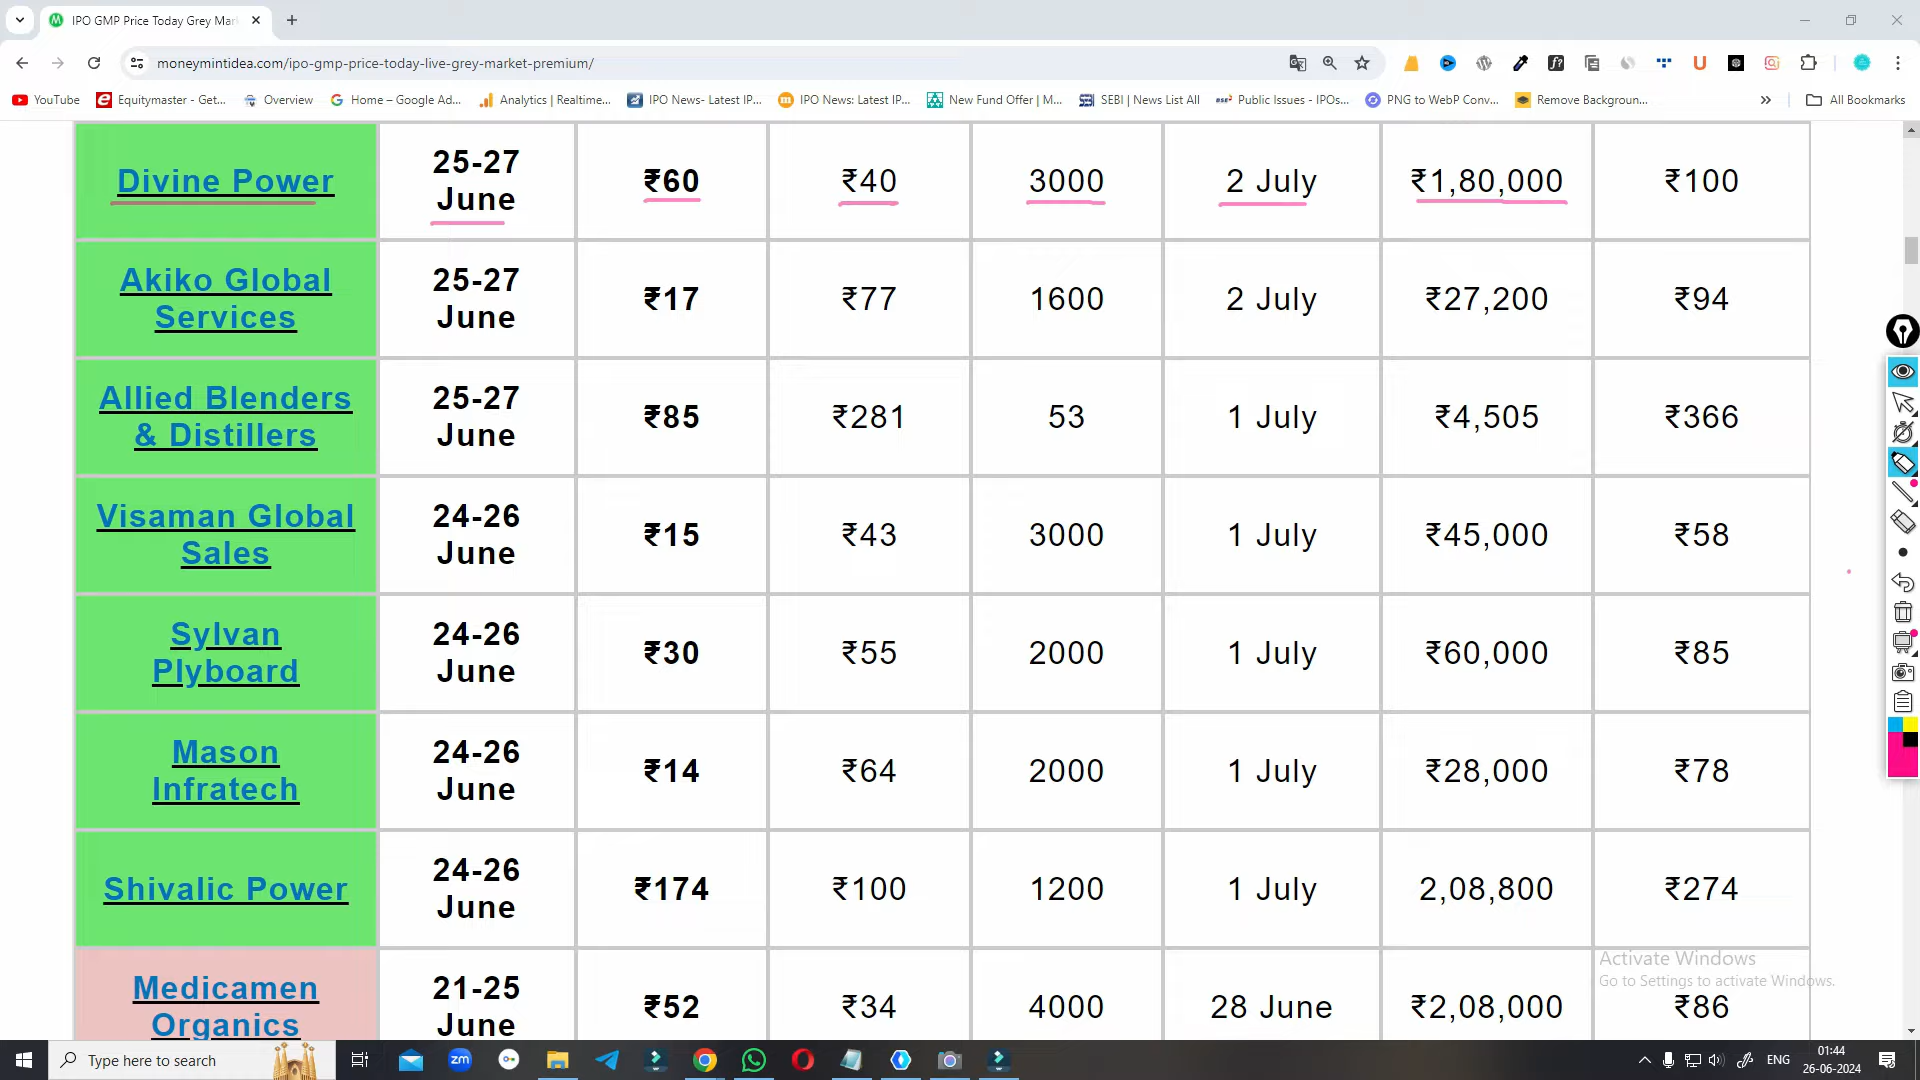 IPO GMP Price Today Grey Mar
moneymintidea.com/ipo-gmp-price-today-live-grey-market-premium/
YouTube
Equitymaster - Get...
Overview
Home – Google Ad...
Analytics | Realtime...
IPO News- Latest IP...
IPO News: Latest IP...
New Fund Offer | M...
SEBI | News List All
Public Issues - IPOs...
PNG to WebP Conv...
Remove Backgroun...
All Bookmarks
Divine Power
25-27
June
₹60
₹40
3000
2 July
₹1,80,000
₹100
Akiko Global
Services
25-27
June
₹17
₹77
1600
2 July
₹27,200
₹94
Allied Blenders
& Distillers
25-27
June
₹85
₹281
53
1 July
₹4,505
₹366
Visaman Global
Sales
24-26
June
₹15
₹43
3000
1 July
₹45,000
₹58
Sylvan
Plyboard
24-26
June
₹30
₹55
2000
1 July
₹60,000
₹85
Mason
Infratech
24-26
June
₹14
₹64
2000
1 July
₹28,000
₹78
Shivalic Power
24-26
June
₹174
₹100
1200
1 July
2,08,800
₹274
Medicamen
Organics
21-25
June
₹52
₹34
4000
28 June
₹2,08,000
₹86
Activate Windows
Go to Settings to activate Windows.
Type here to search
zm
ENG
01:44
26-06-2024